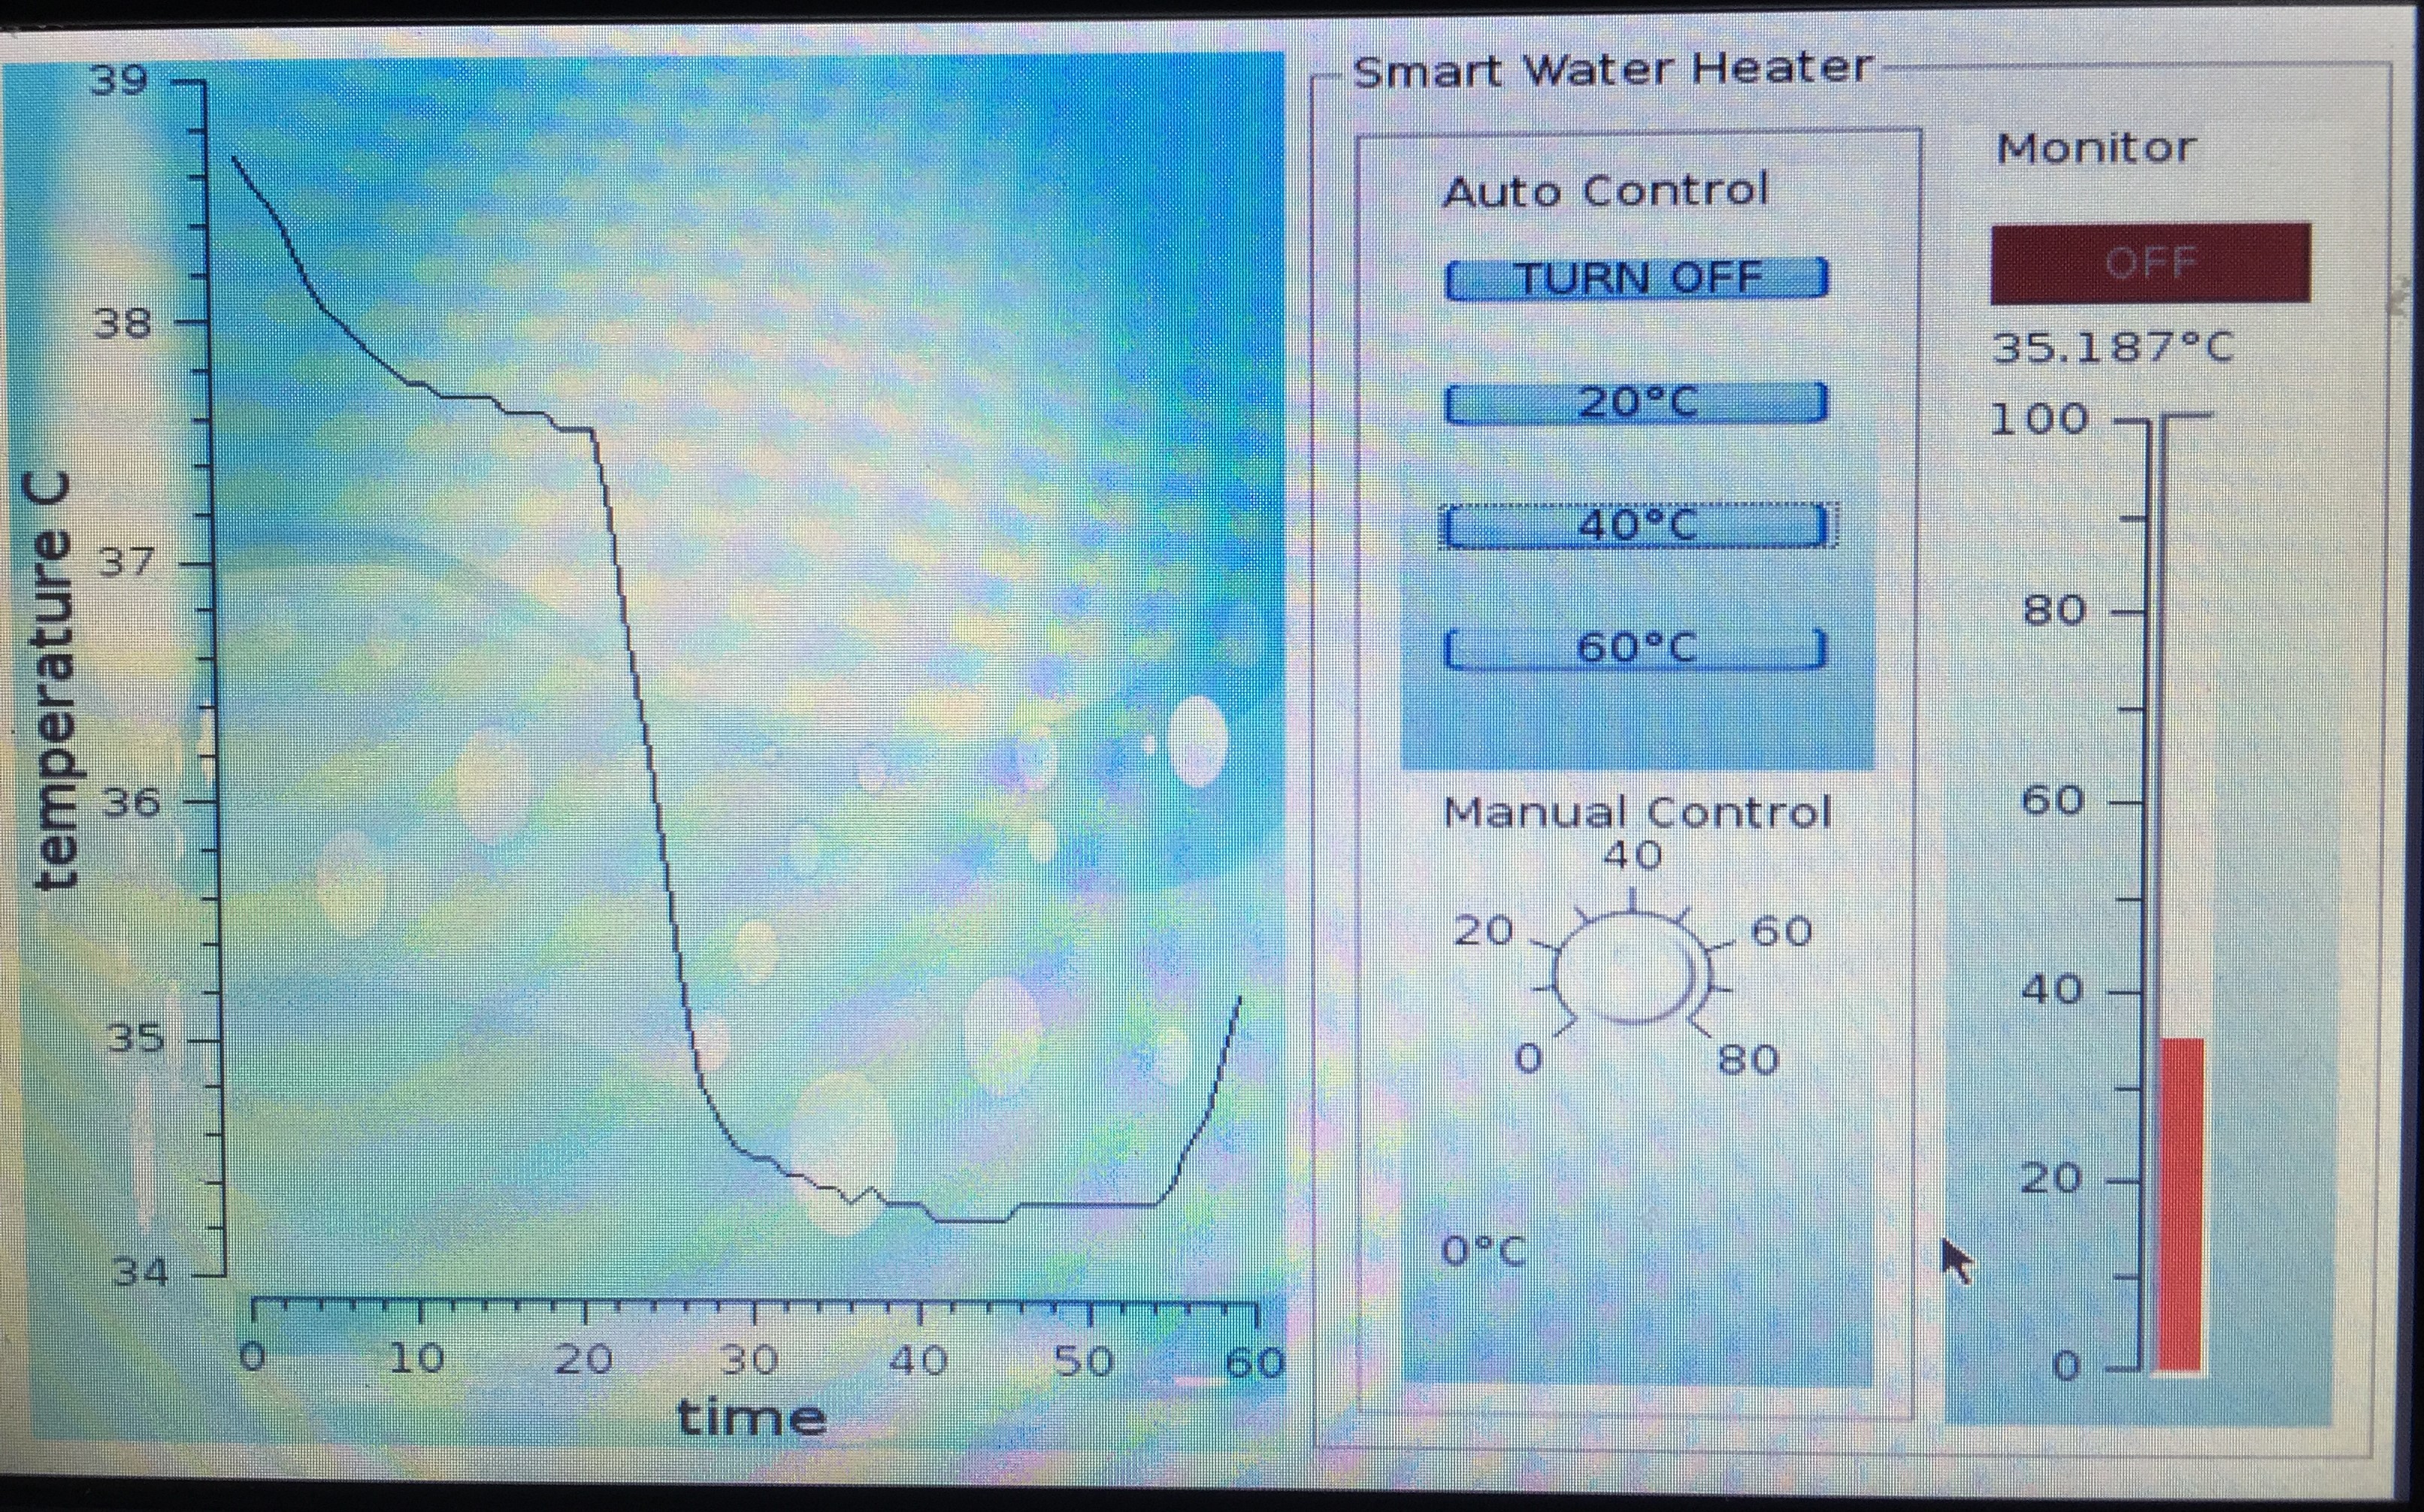 39
38
37
36
35
34
temperature C
0 10 20 30 40 50 60
time
Smart Water Heater
Auto Control
TURN OFF
20°C
40°C
60°C
Manual Control
40
20 60
0 80
0°C
Monitor
OFF
35.187°C
100
80
60
40
20
0